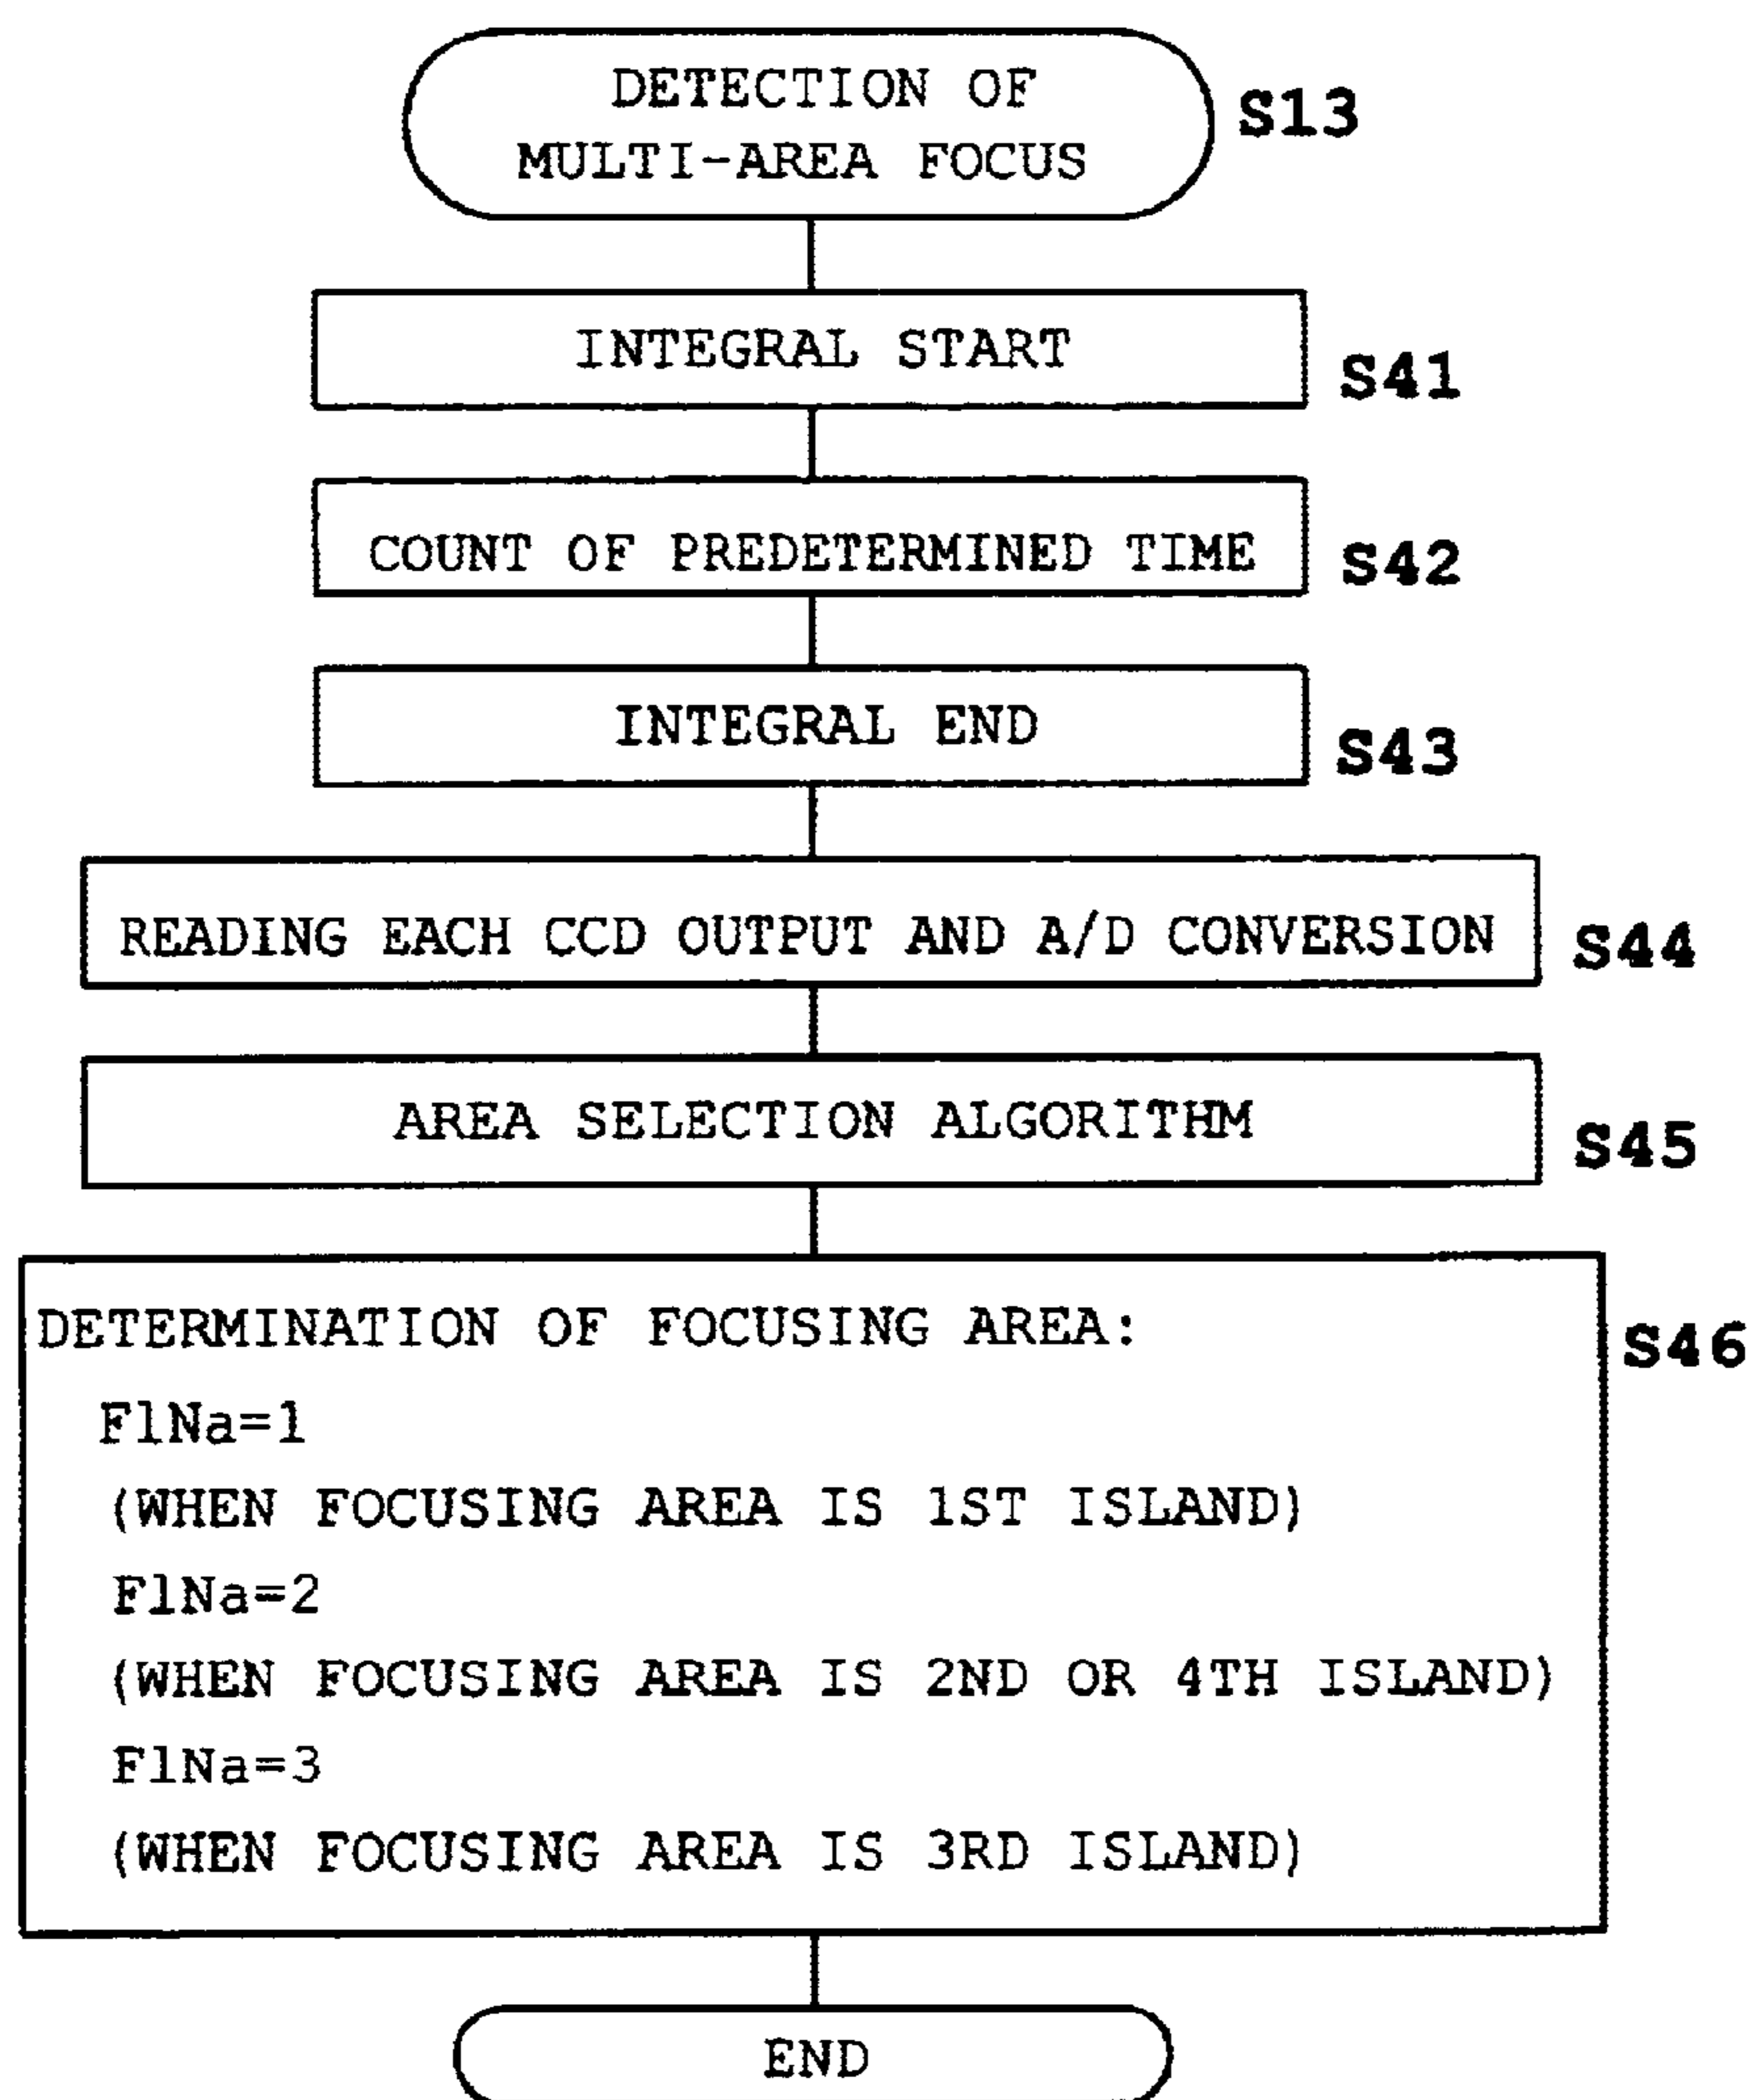 DETECTION OF
MULTI-AREA FOCUS
S13
INTEGRAL START
S41
COUNT OF PREDETERMINED TIME
S42
INTEGRAL END
S43
READING EACH CCD OUTPUT AND A/D CONVERSION
S44
AREA SELECTION ALGORITHM
S45
DETERMINATION OF FOCUSING AREA:
S46
FlNa=1
(WHEN FOCUSING AREA IS 1ST ISLAND)
FlNa=2
(WHEN FOCUSING AREA IS 2ND OR 4TH ISLAND)
FlNa=3
(WHEN FOCUSING AREA IS 3RD ISLAND)
END